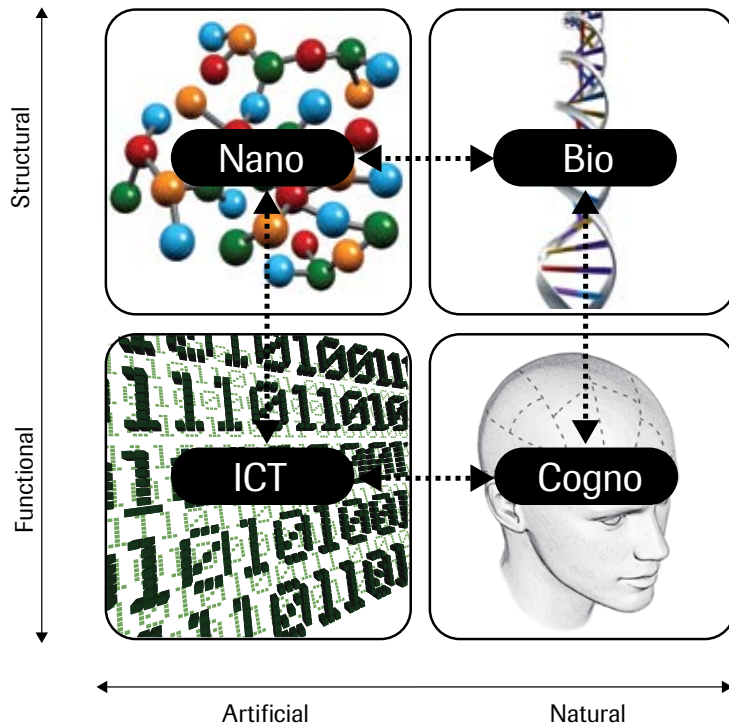 Structural
Nano
Bio
Functional
ICT
Cogno
Artificial
Natural